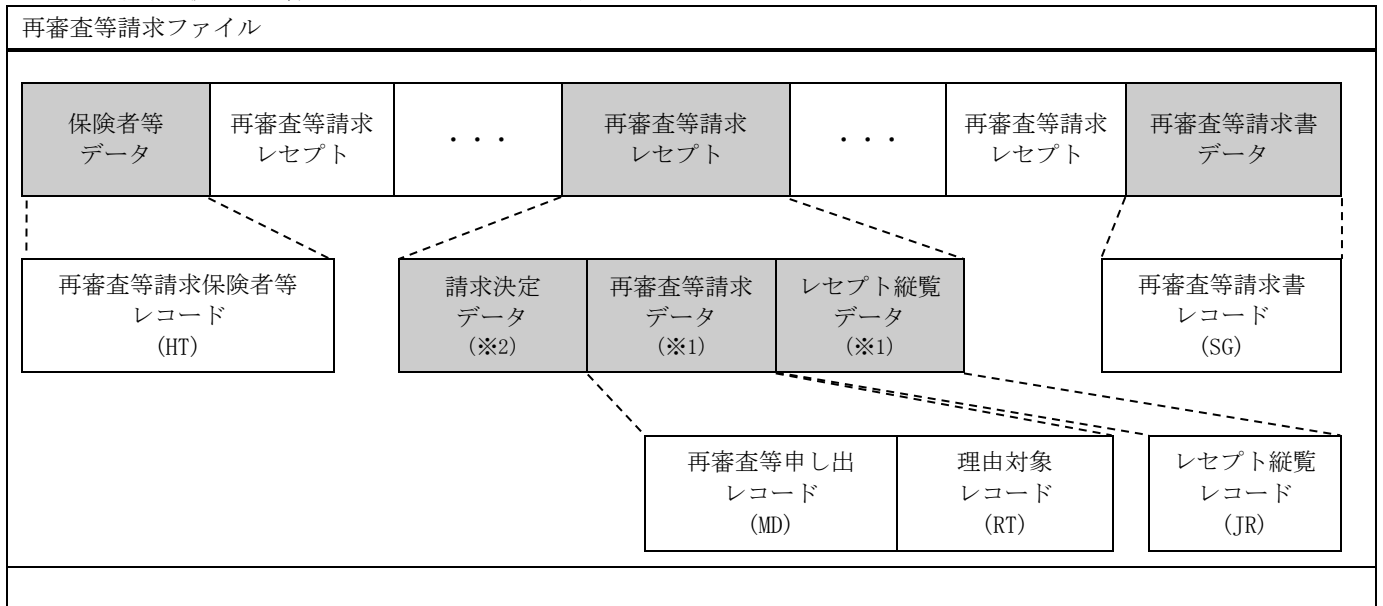 再審査等請求ファイル
保険者等
データ
再審査等請求
レセプト
・・・
再審査等請求
レセプト
・・・
再審査等請求
レセプト
再審査等請求書
データ
再審査等請求保険者等
レコード
(HT)
請求決定
データ
(※2)
再審査等請求
データ
(※1)
レセプト縦覧
データ
(※1)
再審査等請求書
レコード
(SG)
再審査等申し出
レコード
(MD)
理由対象
レコード
(RT)
レセプト縦覧
レコード
(JR)